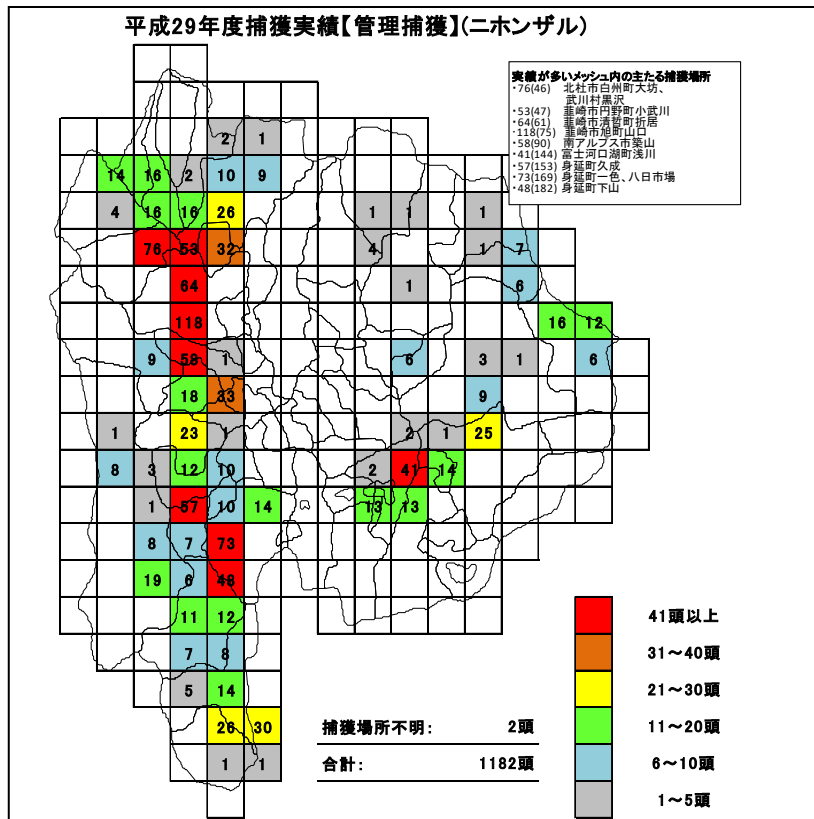 平成29年度捕獲実績【管理捕獲】(ニホンザル)
実績が多いメッシュ内の主たる捕獲場所
・76(46) 北杜市白州町大坊、
武川村黒沢
・53(47) 韮崎市円野町小武川
・64(61) 韮崎市清哲町折居
・118(75) 韮崎市旭町山口
・58(90) 南アルプス市築山
・41(144) 富士河口湖町浅川
・57(153) 身延町久成
・73(169) 身延町一色、八日市場
・48(182) 身延町下山
2 1
14 16 2 10 9
4 16 16 26 1 1 1
76 53 32 4 1 7
64 1 6
118 16 12
9 58 1 6 3 1 6
18 33 9
1 23 1 2 1 25
8 3 12 10 2 41 14
1 57 10 14 13 13
8 7 73
19 6 48
11 12
7 8
5 14
26 30
1 1
41頭以上
31～40頭
21～30頭
11～20頭
6～10頭
1～5頭
捕獲場所不明: 2頭
合計: 1182頭